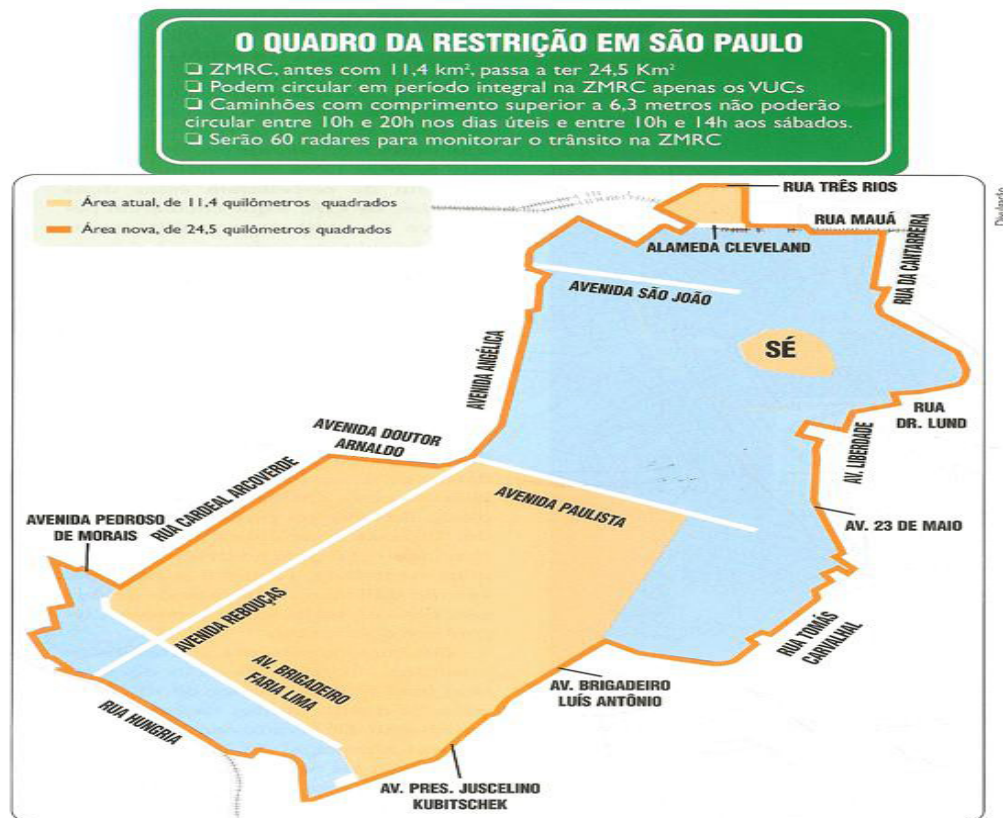 O QUADRO DA RESTRIÇÃO EM SÃO PAULO
❏ ZMRC, antes com 11,4 km², passa a ter 24,5 Km²
❏ Podem circular em período integral na ZMRC apenas os VUCs
❏ Caminhões com comprimento superior a 6,3 metros não poderão
circular entre 10h e 20h nos dias úteis e entre 10h e 14h aos sábados.
❏ Serão 60 radares para monitorar o trânsito na ZMRC
Área atual, de 11,4 quilômetros quadrados
Área nova, de 24,5 quilômetros quadrados
RUA TRÊS RIOS
RUA MAUÁ
ALAMEDA CLEVELAND
RUA DA CANTARREIRA
AVENIDA SÃO JOÃO
SÉ
AVENIDA ANGÉLICA
RUA
DR. LUND
AV. LIBERDADE
AVENIDA DOUTOR
ARNALDO
RUA CARDEAL ARCOVERDE
AVENIDA PAULISTA
AV. 23 DE MAIO
AVENIDA PEDROSO
DE MORAIS
AVENIDA REBOUÇAS
RUA TOMÁS
CARVALHAL
AV. BRIGADEIRO
FARIA LIMA
AV. BRIGADEIRO
LUÍS ANTÔNIO
RUA HUNGRIA
AV. PRES. JUSCELINO
KUBITSCHEK